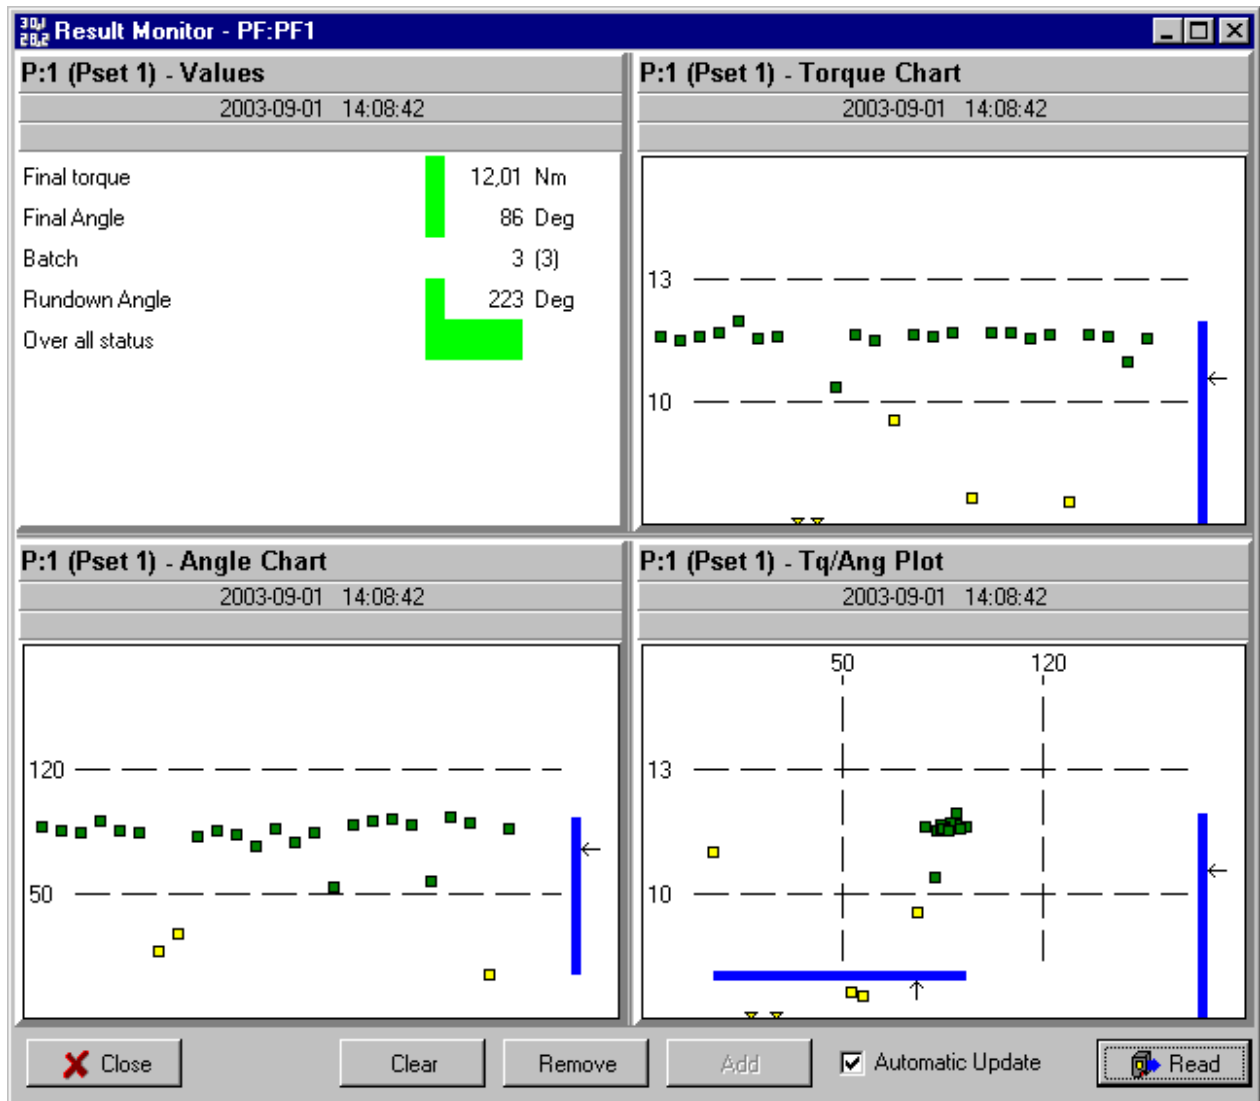 Result Monitor - PF:PF1
P:1 (Pset 1) - Values
2003-09-01 14:08:42
Final torque 12,01 Nm
Final Angle 86 Deg
Batch 3 (3)
Rundown Angle 223 Deg
Over all status
P:1 (Pset 1) - Torque Chart
2003-09-01 14:08:42
13
10
P:1 (Pset 1) - Angle Chart
2003-09-01 14:08:42
120
50
P:1 (Pset 1) - Tq/Ang Plot
2003-09-01 14:08:42
50 120
13
10
Close Clear Remove Add Automatic Update Read